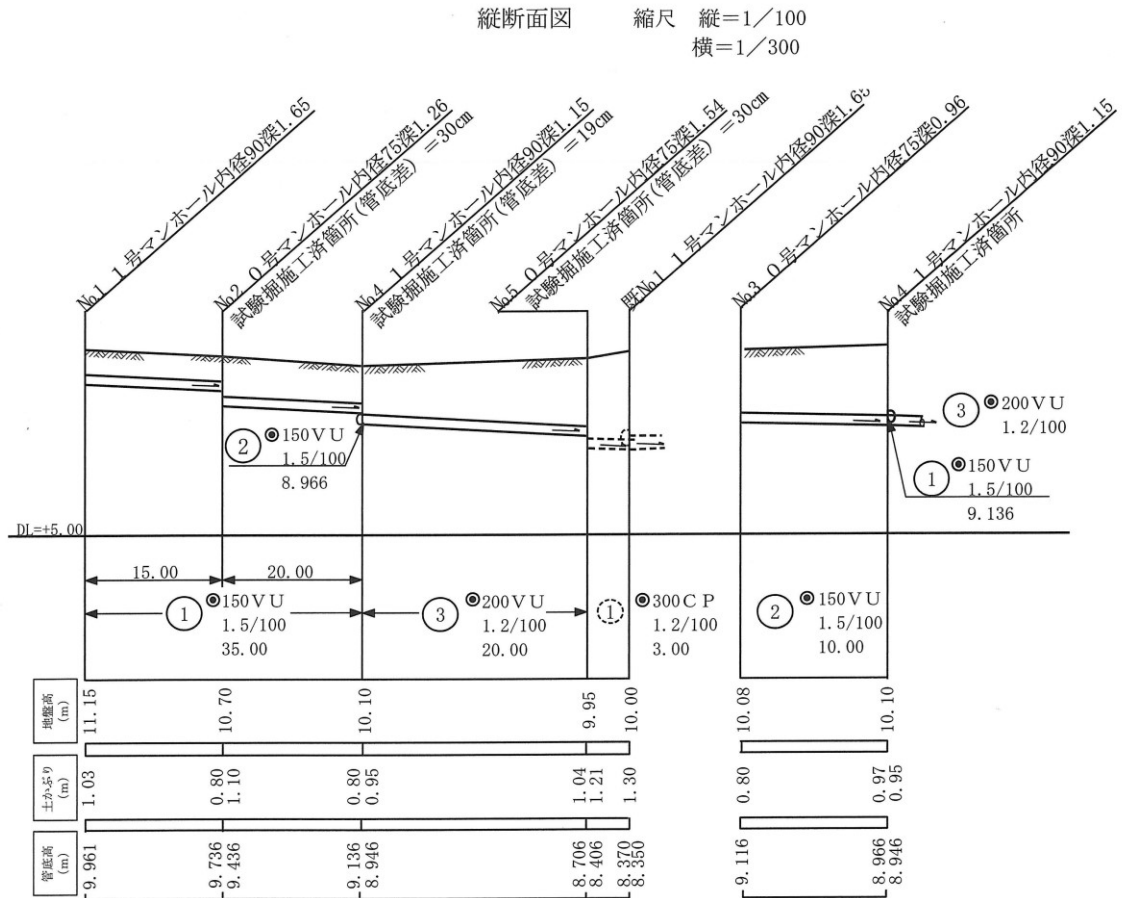 縦断面図　縮尺　縦=1/100
横=1/300
No.1 1号マンホール内径90深1.65
No.2 0号マンホール内径75深1.26
試験掘施工済箇所(管底差)=30cm
No.4 1号マンホール内径90深1.15
試験掘施工済箇所(管底差)=19cm
No.5 0号マンホール内径75深1.54
試験掘施工済箇所(管底差)=30cm
既No.1 1号マンホール内径90深1.65
No.3 0号マンホール内径75深0.96
No.4 1号マンホール内径90深1.15
試験掘施工済箇所
② ◉150VU
1.5/100
8.966
③ ◉200VU
1.2/100
① ◉150VU
1.5/100
9.136
DL=+5.00
15.00 20.00
① ◉150VU
1.5/100
35.00
③ ◉200VU
1.2/100
20.00
① ◉300CP
1.2/100
3.00
② ◉150VU
1.5/100
10.00
地盤高(m) 11.15 10.70 10.10 9.95 10.00 10.08 10.10
土かぶり(m) 1.03 0.80 1.10 0.80 0.95 1.04 1.21 1.30 0.80 0.97 0.95
管底高(m) 9.961 9.736 9.436 9.136 8.946 8.706 8.406 8.370 8.350 9.116 8.966 8.946